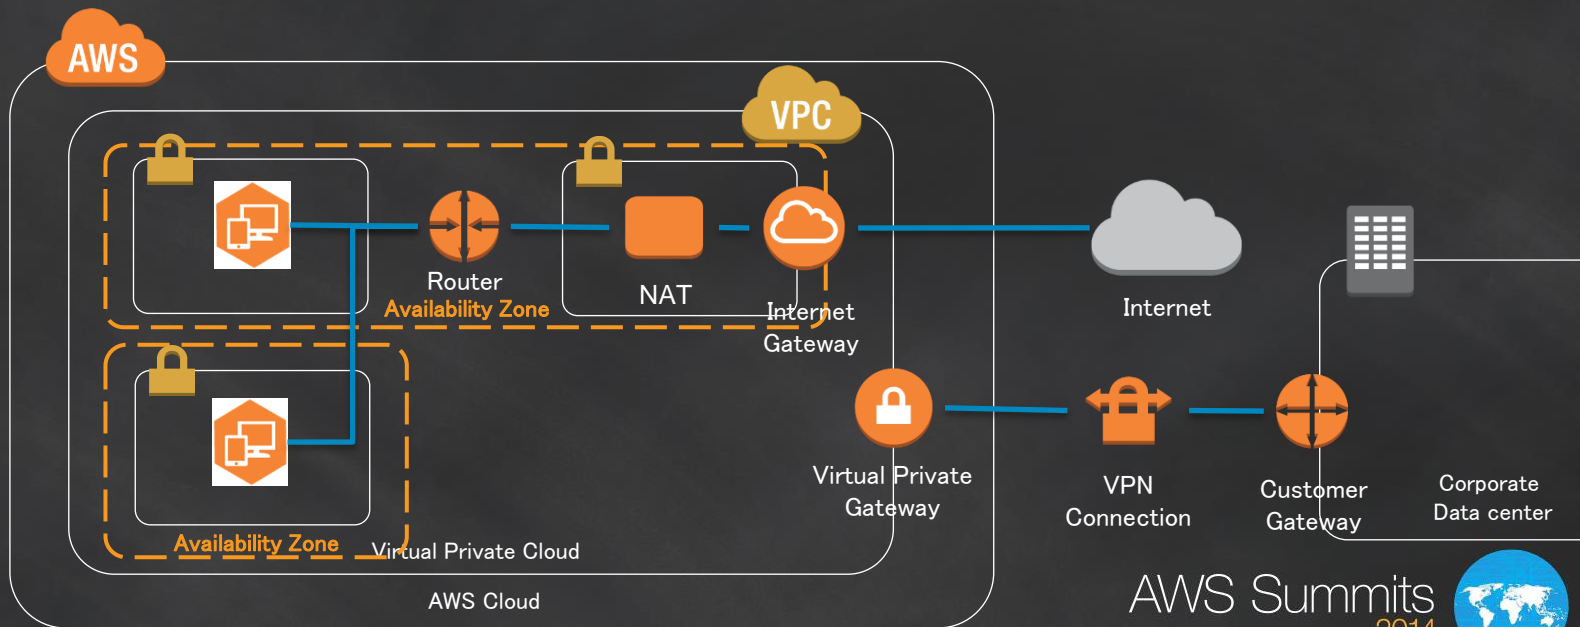 AWS
VPC
Router
Availability Zone
NAT
Internet
Gateway
Internet
Virtual Private
Gateway
VPN
Connection
Customer
Gateway
Corporate
Data center
Availability Zone
Virtual Private Cloud
AWS Cloud
AWS Summits
2014